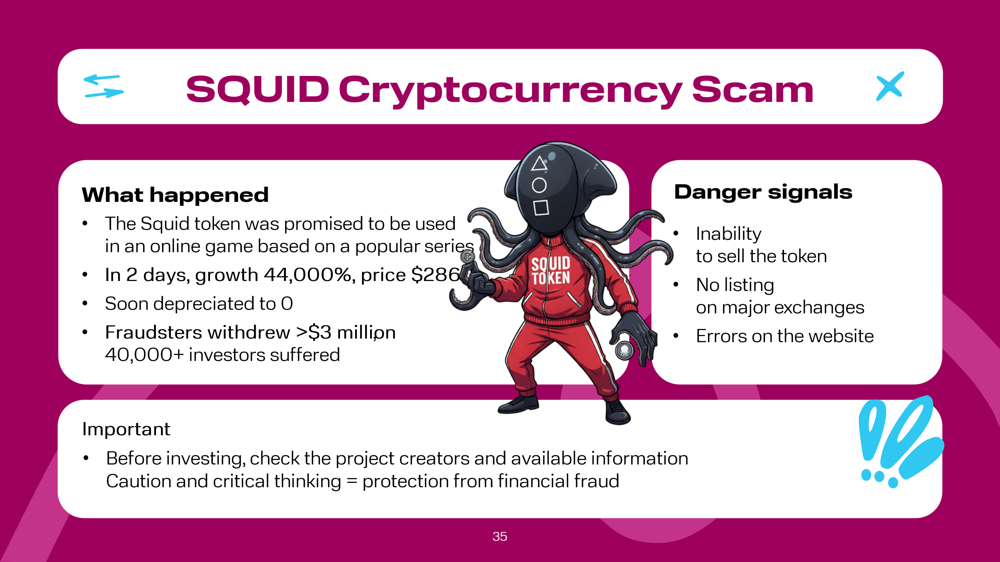 SQUID Cryptocurrency Scam
What happened
• The Squid token was promised to be used
in an online game based on a popular series
• In 2 days, growth 44,000%, price $286
• Soon depreciated to 0
• Fraudsters withdrew >$3 million,
40,000+ investors suffered
SQUID
TOKEN
Danger signals
• Inability
to sell the token
• No listing
on major exchanges
• Errors on the website
Important
• Before investing, check the project creators and available information
Caution and critical thinking = protection from financial fraud
35